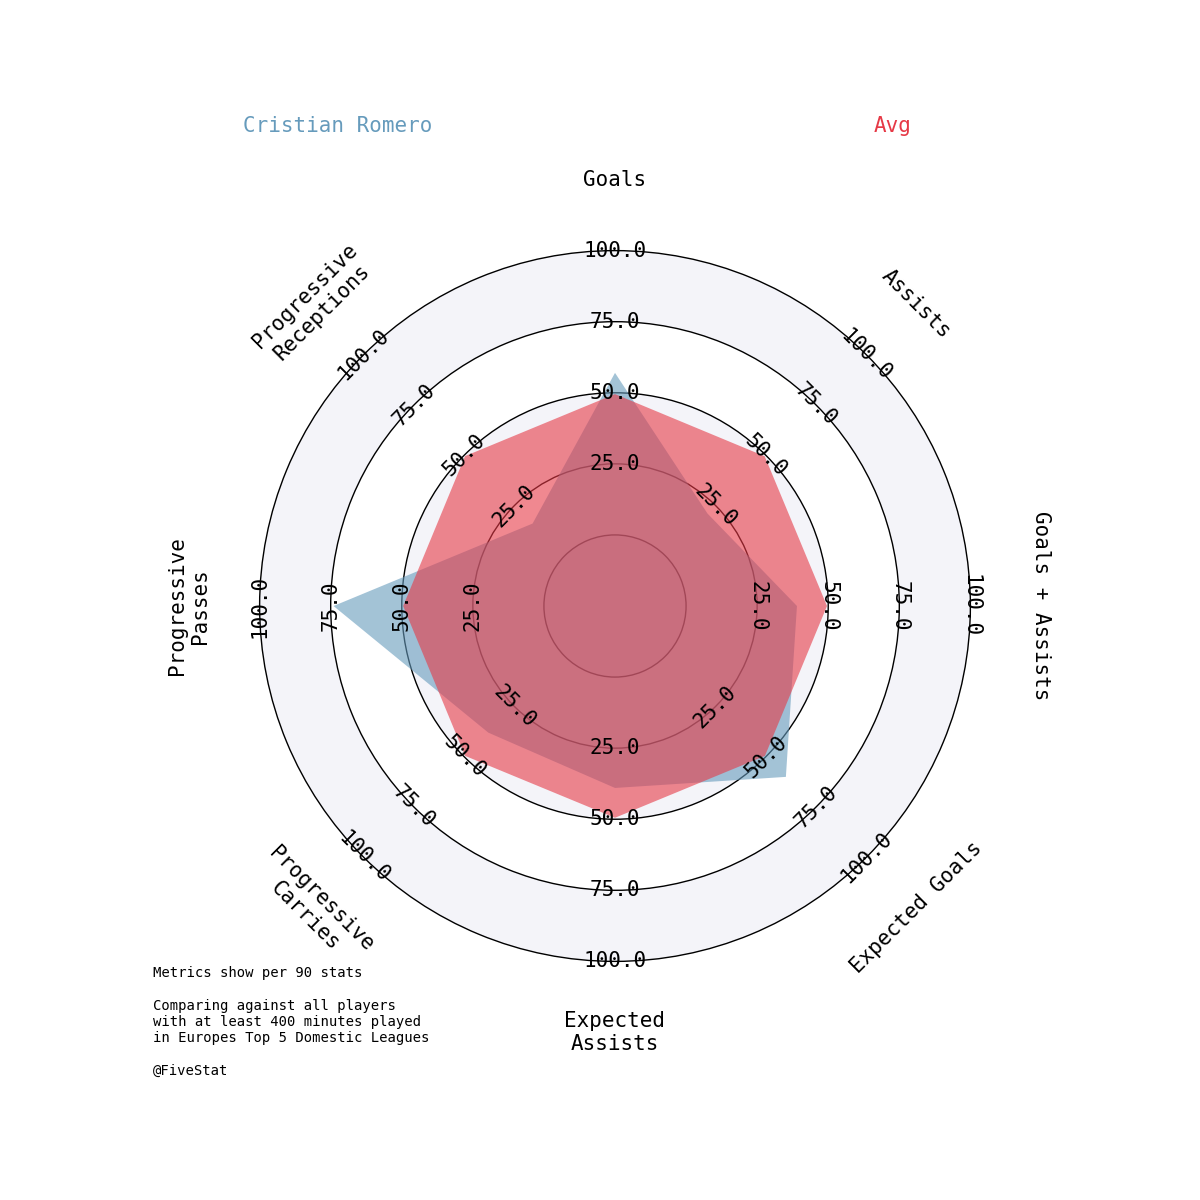 Cristian Romero
Avg
Goals
Assists
Goals + Assists
Expected Goals
Expected
Assists
Progressive
Carries
Progressive
Passes
Progressive
Receptions
25.0
50.0
75.0
100.0
25.0
50.0
75.0
100.0
25.0
50.0
75.0
100.0
25.0
50.0
75.0
100.0
25.0
50.0
75.0
100.0
25.0
50.0
75.0
100.0
25.0
50.0
75.0
100.0
25.0
50.0
75.0
100.0
Metrics show per 90 stats
Comparing against all players
with at least 400 minutes played
in Europes Top 5 Domestic Leagues
@FiveStat